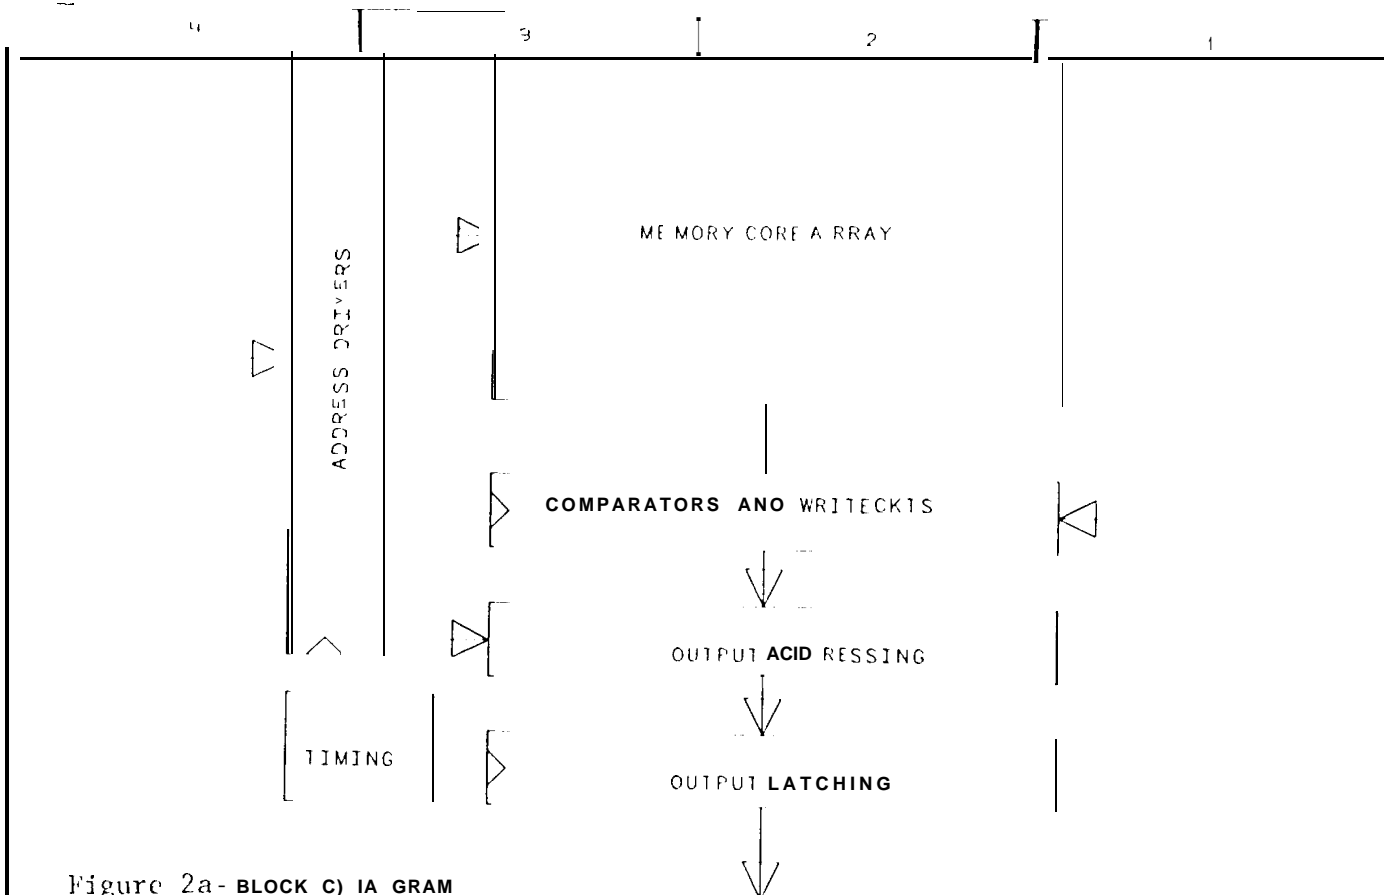 4 3 2 1
MEMORY CORE ARRAY
ADDRESS DRIVERS
COMPARATORS ANO WRITECKTS
OUTPUT ACID RESSING
TIMING
OUTPUT LATCHING
Figure 2a- BLOCK C) IA GRAM